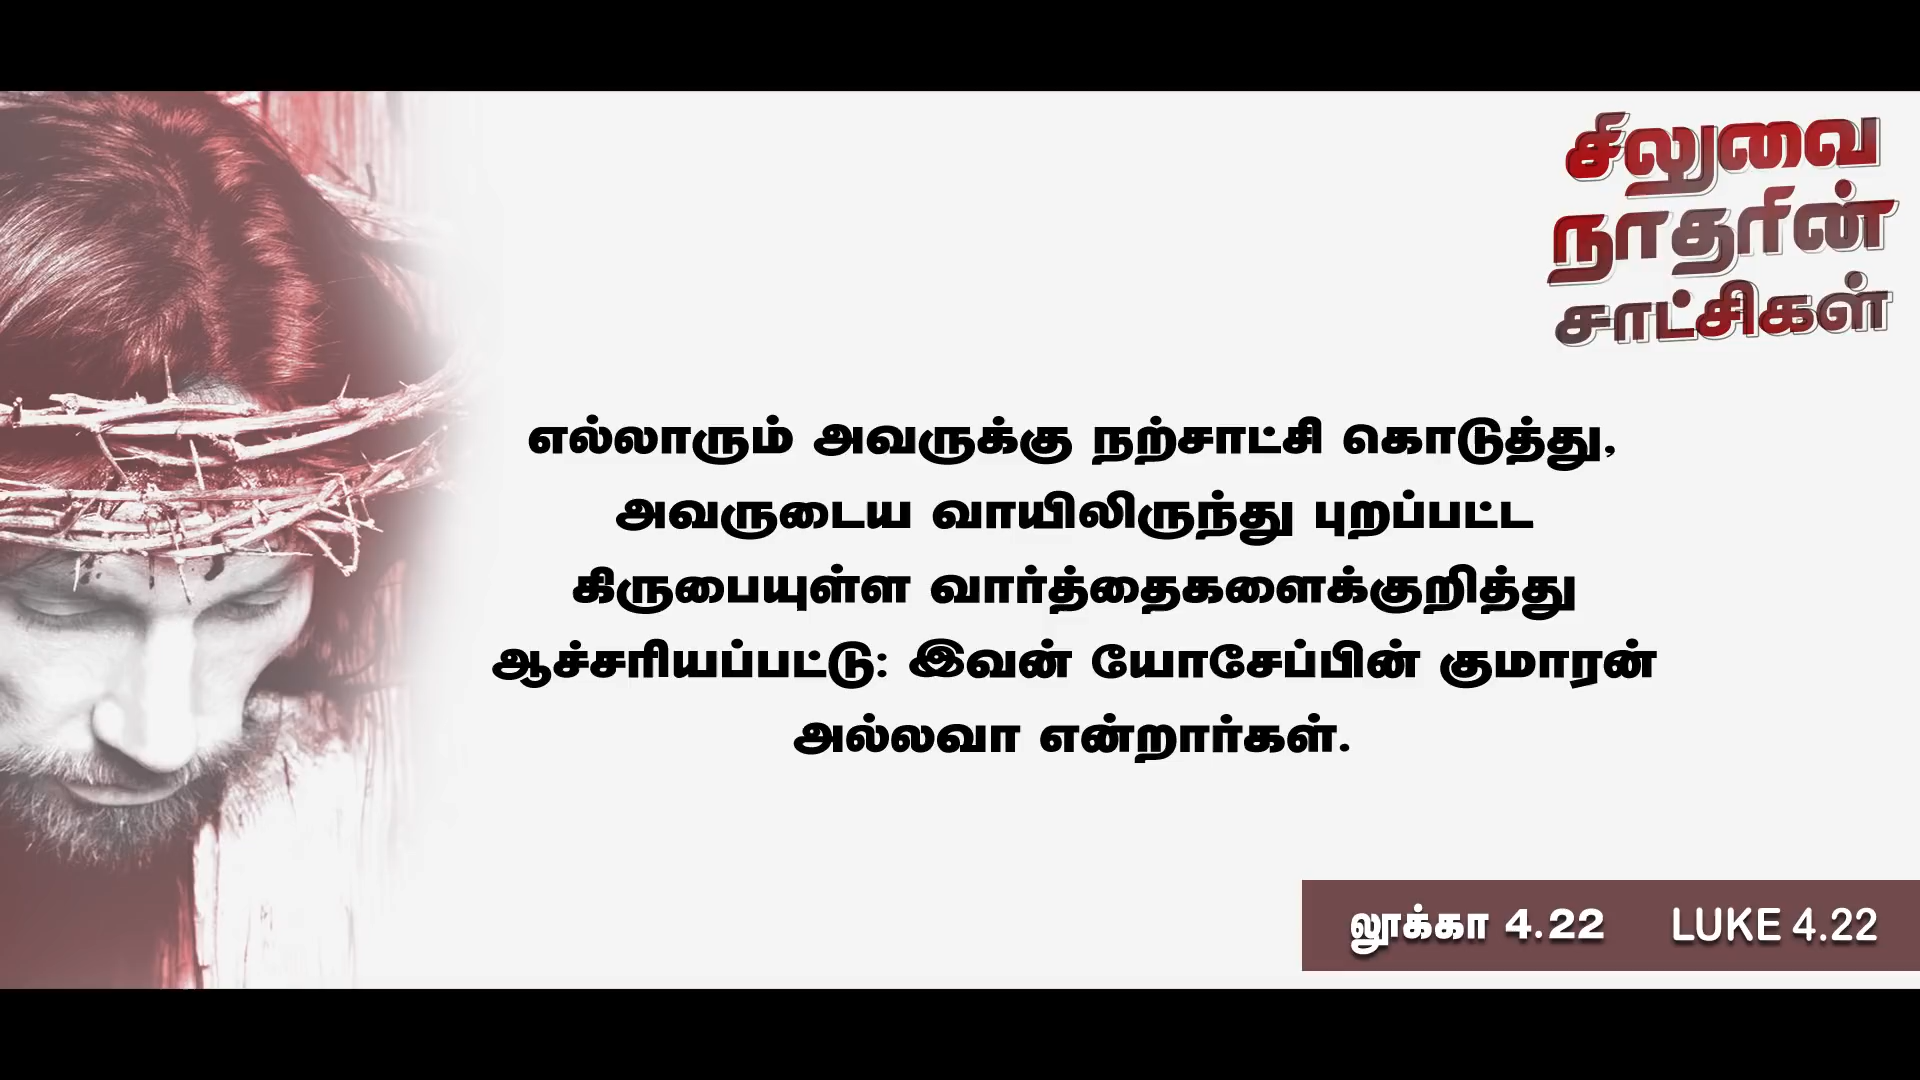 சிலுவை
நாதரின்
சாட்சிகள்
எல்லாரும் அவருக்கு நற்சாட்சி கொடுத்து,
அவருடைய வாயிலிருந்து புறப்பட்ட
கிருபையுள்ள வார்த்தைகளைக்குறித்து
ஆச்சரியப்பட்டு: இவன் யோசேப்பின் குமாரன்
அல்லவா என்றார்கள்.
லூக்கா 4.22 LUKE 4.22